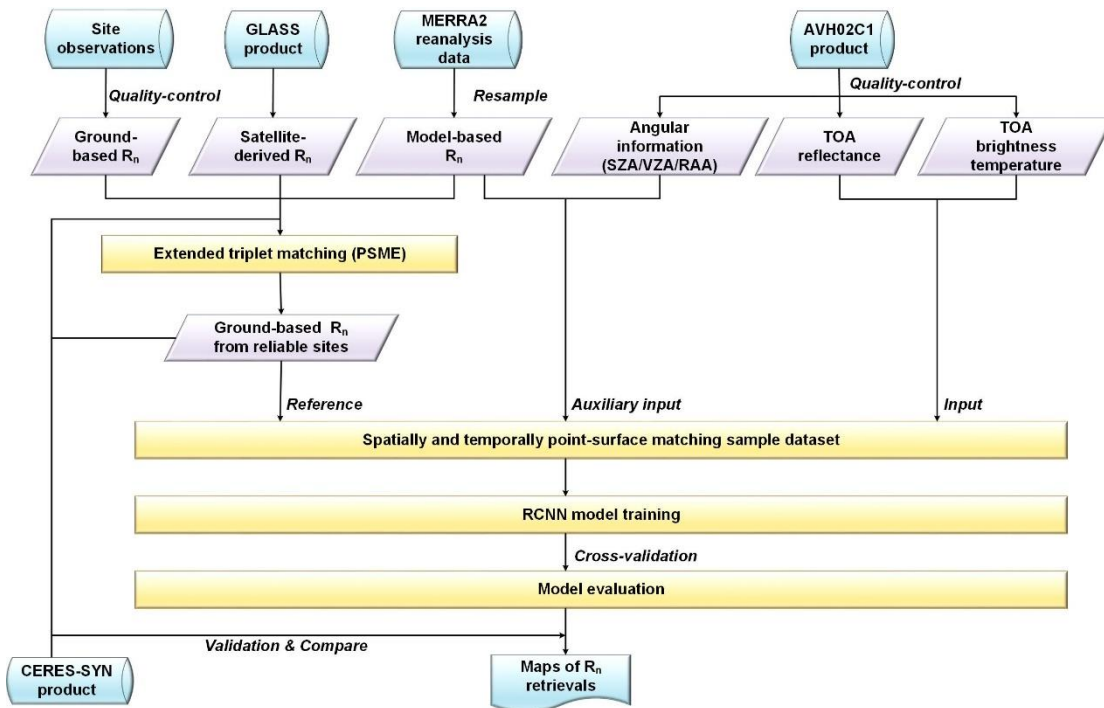 Site
observations
GLASS
product
MERRA2
reanalysis
data
AVH02C1
product
Quality-control
Resample
Quality-control
Ground-
based Rₙ
Satellite-
derived Rₙ
Model-based
Rₙ
Angular
information
(SZA/VZA/RAA)
TOA
reflectance
TOA
brightness
temperature
Extended triplet matching (PSME)
Ground-based Rₙ
from reliable sites
Reference
Auxiliary input
Input
Spatially and temporally point-surface matching sample dataset
RCNN model training
Cross-validation
Model evaluation
Validation & Compare
CERES-SYN
product
Maps of Rₙ
retrievals